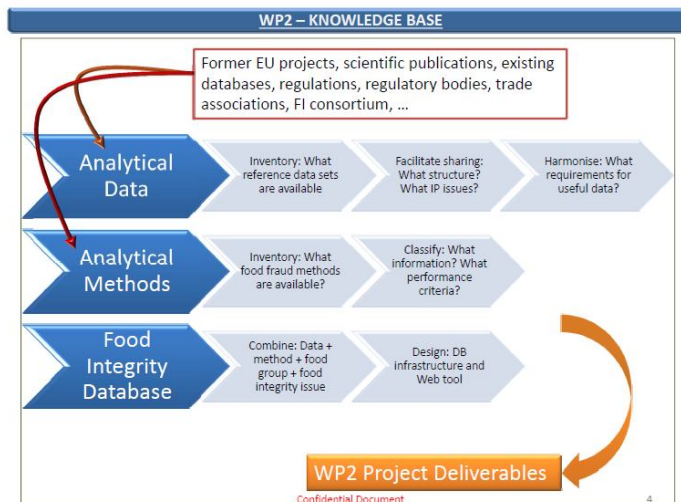 WP2 – KNOWLEDGE BASE
Former EU projects, scientific publications, existing
databases, regulations, regulatory bodies, trade
associations, FI consortium, ...
Analytical
Data
Inventory: What
reference data sets
are available
Facilitate sharing:
What structure?
What IP issues?
Harmonise: What
requirements for
useful data?
Analytical
Methods
Inventory: What
food fraud methods
are available?
Classify: What
information? What
performance
criteria?
Food
Integrity
Database
Combine: Data +
method + food
group + food
integrity issue
Design: DB
infrastructure and
Web tool
WP2 Project Deliverables
Confidential Document
4